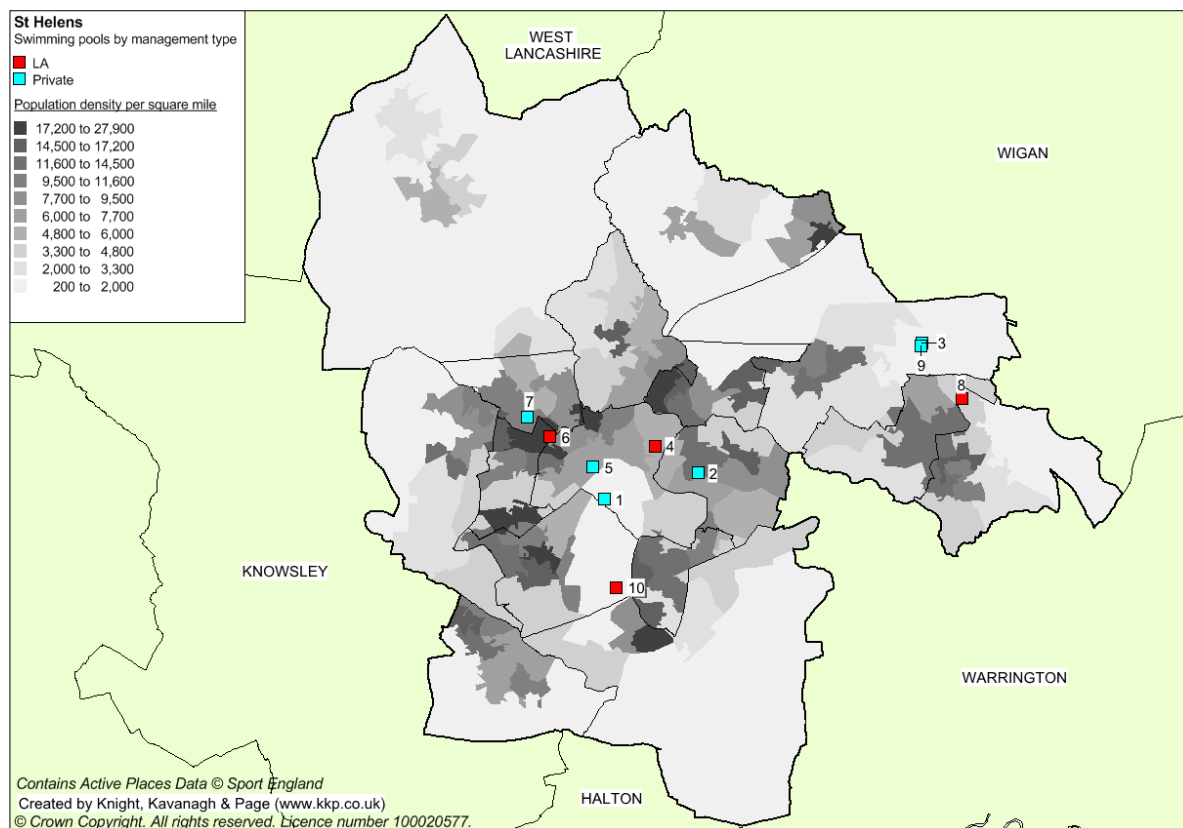 St Helens
Swimming pools by management type
LA
Private
Population density per square mile
17,200 to 27,900
14,500 to 17,200
11,600 to 14,500
9,500 to 11,600
7,700 to 9,500
6,000 to 7,700
4,800 to 6,000
3,300 to 4,800
2,000 to 3,300
200 to 2,000
WEST
LANCASHIRE
WIGAN
3
9
8
7
6
4
5
2
1
KNOWSLEY
10
WARRINGTON
HALTON
Contains Active Places Data © Sport England
Created by Knight, Kavanagh & Page (www.kkp.co.uk)
© Crown Copyright. All rights reserved. Licence number 100020577.